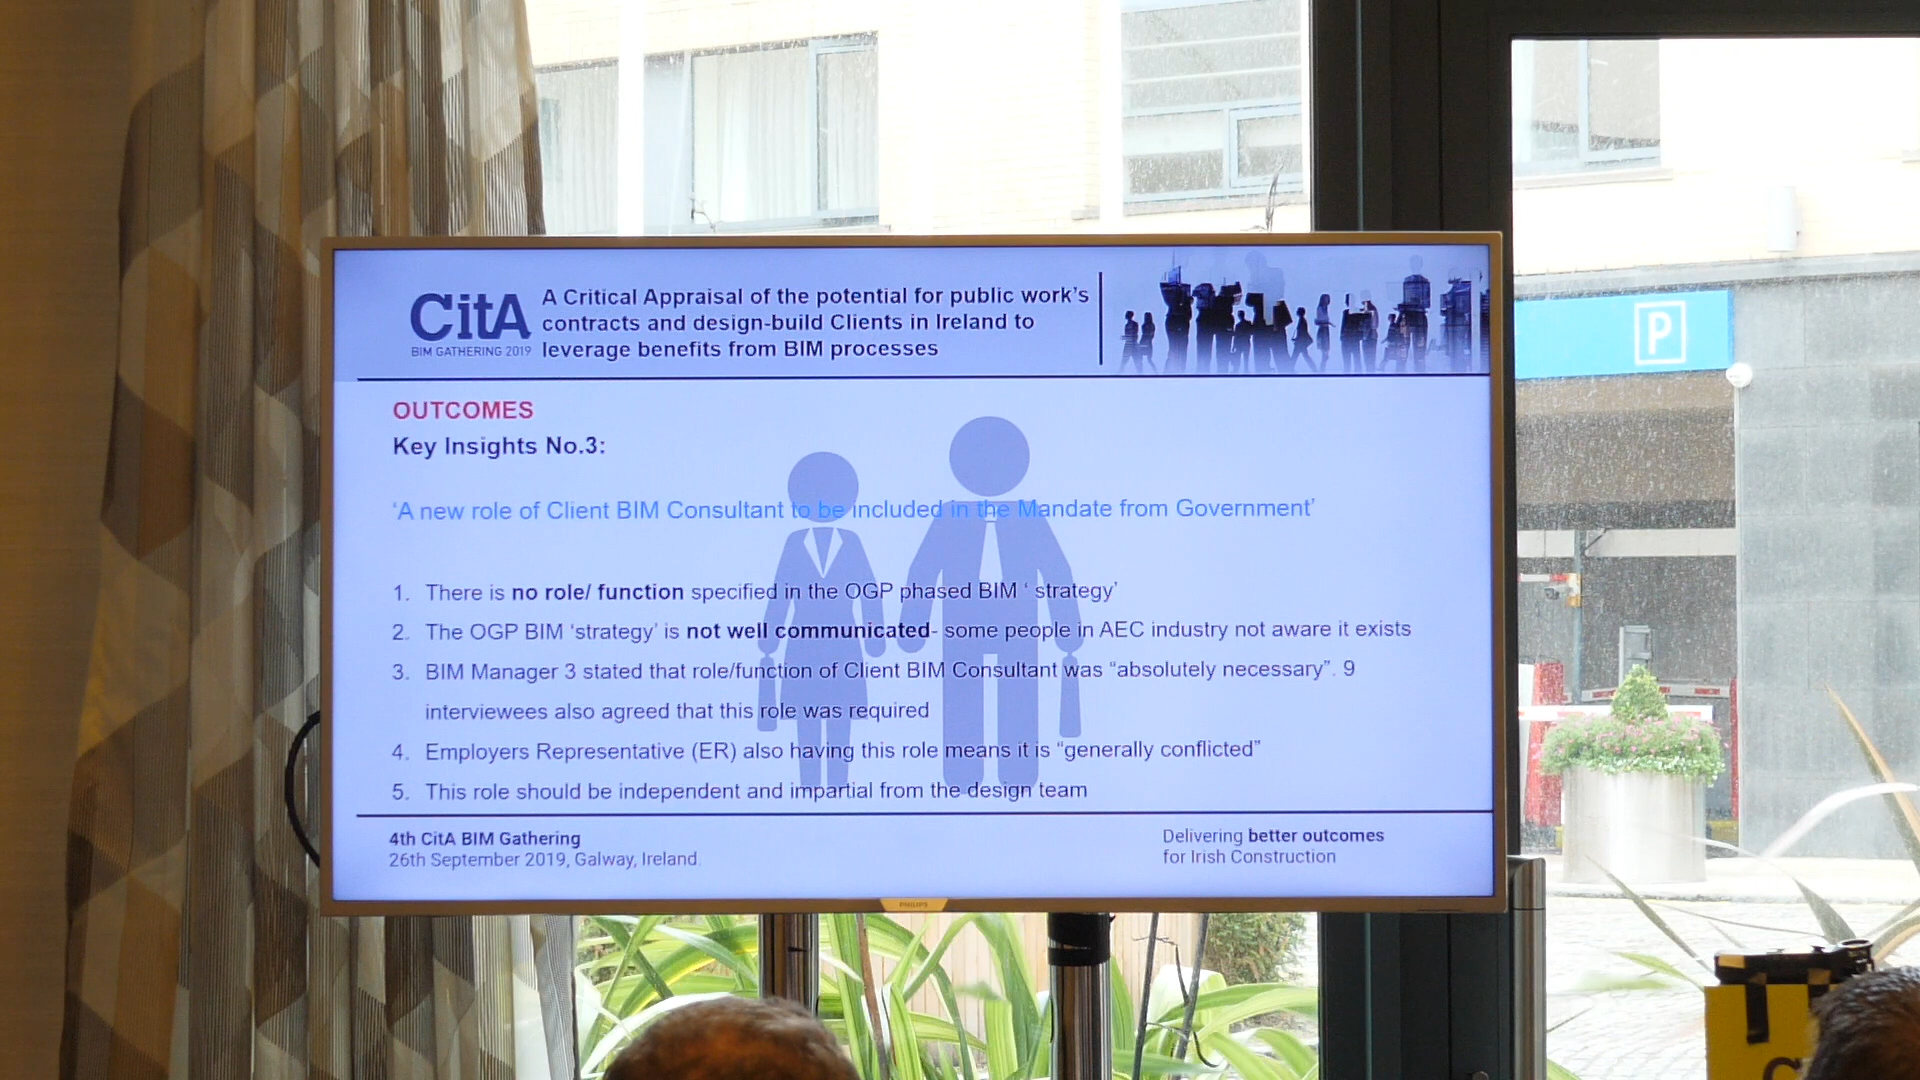 CitA
BIM GATHERING 2019
A Critical Appraisal of the potential for public work's
contracts and design-build Clients in Ireland to
leverage benefits from BIM processes
P
OUTCOMES
Key Insights No.3:
‘A new role of Client BIM Consultant to be included in the Mandate from Government’
1. There is no role/ function specified in the OGP phased BIM ‘ strategy’
2. The OGP BIM ‘strategy’ is not well communicated- some people in AEC industry not aware it exists
3. BIM Manager 3 stated that role/function of Client BIM Consultant was “absolutely necessary”. 9
interviewees also agreed that this role was required
4. Employers Representative (ER) also having this role means it is “generally conflicted”
5. This role should be independent and impartial from the design team
4th CitA BIM Gathering
26th September 2019, Galway, Ireland
Delivering better outcomes
for Irish Construction
PHILIPS